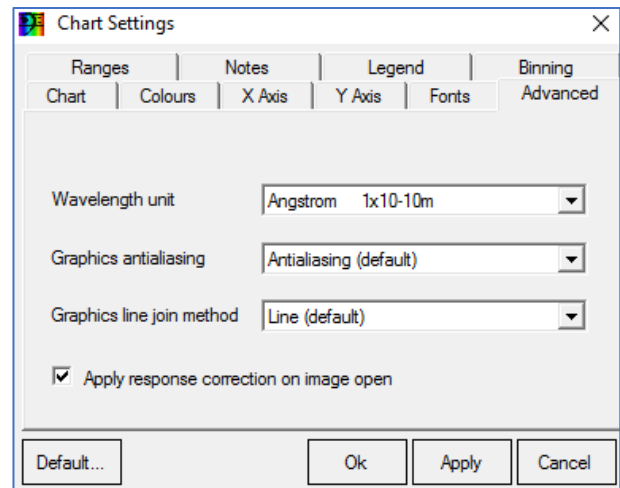 Chart Settings
Ranges Notes Legend Binning
Chart Colours X Axis Y Axis Fonts Advanced
Wavelength unit Angstrom 1x10-10m
Graphics antialiasing Antialiasing (default)
Graphics line join method Line (default)
Apply response correction on image open
Default... Ok Apply Cancel